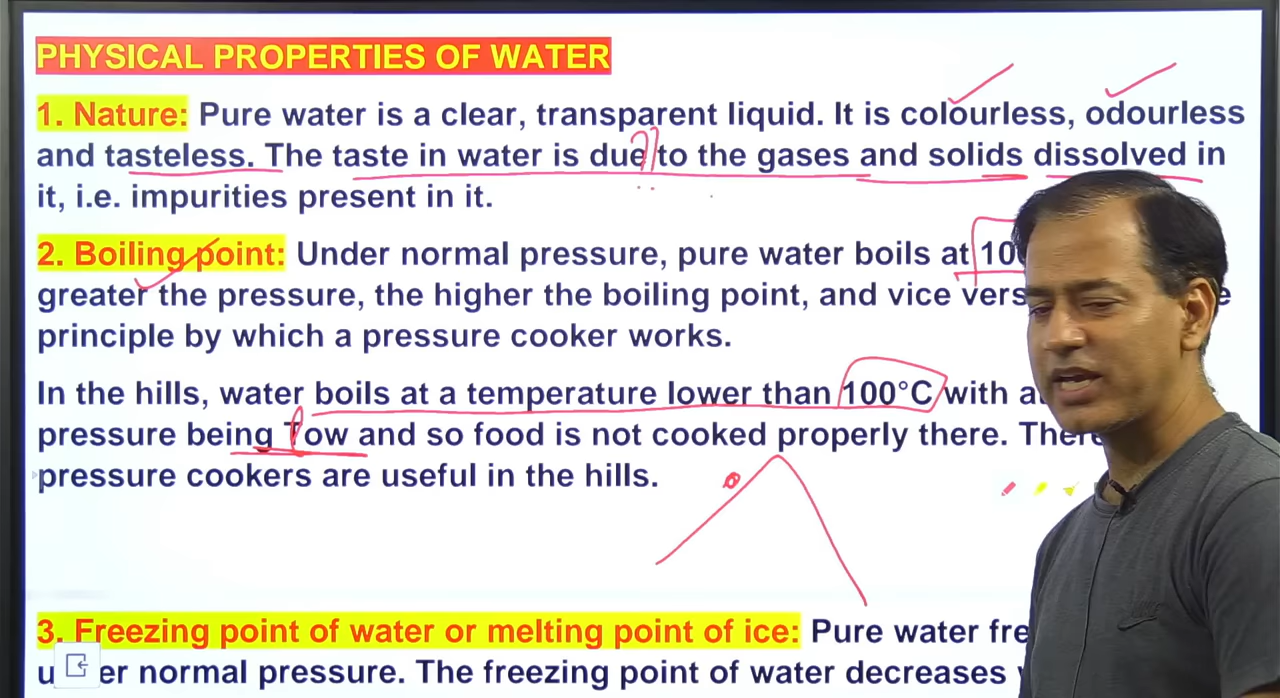 PHYSICAL PROPERTIES OF WATER
1. Nature: Pure water is a clear, transparent liquid. It is colourless, odourless
and tasteless. The taste in water is due to the gases and solids dissolved in
it, i.e. impurities present in it.
2. Boiling point: Under normal pressure, pure water boils at
greater the pressure, the higher the boiling point, and vice
principle by which a pressure cooker works.
In the hills, water boils at a temperature lower than 100°C with
pressure being low and so food is not cooked properly there.
pressure cookers are useful in the hills.
3. Freezing point of water or melting point of ice: Pure water
under normal pressure. The freezing point of water decreases